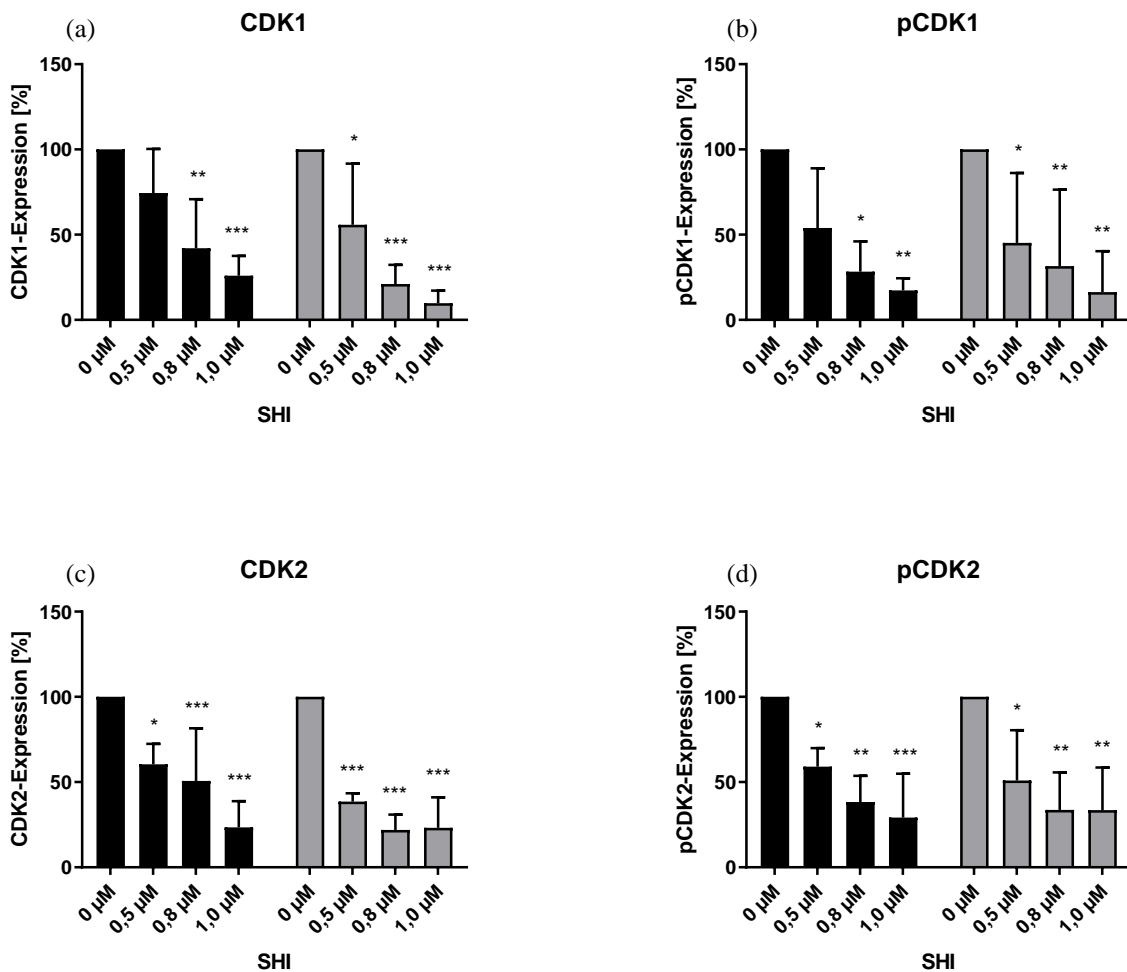 (a)
CDK1
CDK1-Expression [%]
150
100
50
0
** *** * *** ***
0 µM 0,5 µM 0,8 µM 1,0 µM 0 µM 0,5 µM 0,8 µM 1,0 µM
SHI
(b)
pCDK1
pCDK1-Expression [%]
150
100
50
0
* ** * ** **
0 µM 0,5 µM 0,8 µM 1,0 µM 0 µM 0,5 µM 0,8 µM 1,0 µM
SHI
(c)
CDK2
CDK2-Expression [%]
150
100
50
0
* *** *** *** *** ***
0 µM 0,5 µM 0,8 µM 1,0 µM 0 µM 0,5 µM 0,8 µM 1,0 µM
SHI
(d)
pCDK2
pCDK2-Expression [%]
150
100
50
0
* ** *** * ** **
0 µM 0,5 µM 0,8 µM 1,0 µM 0 µM 0,5 µM 0,8 µM 1,0 µM
SHI